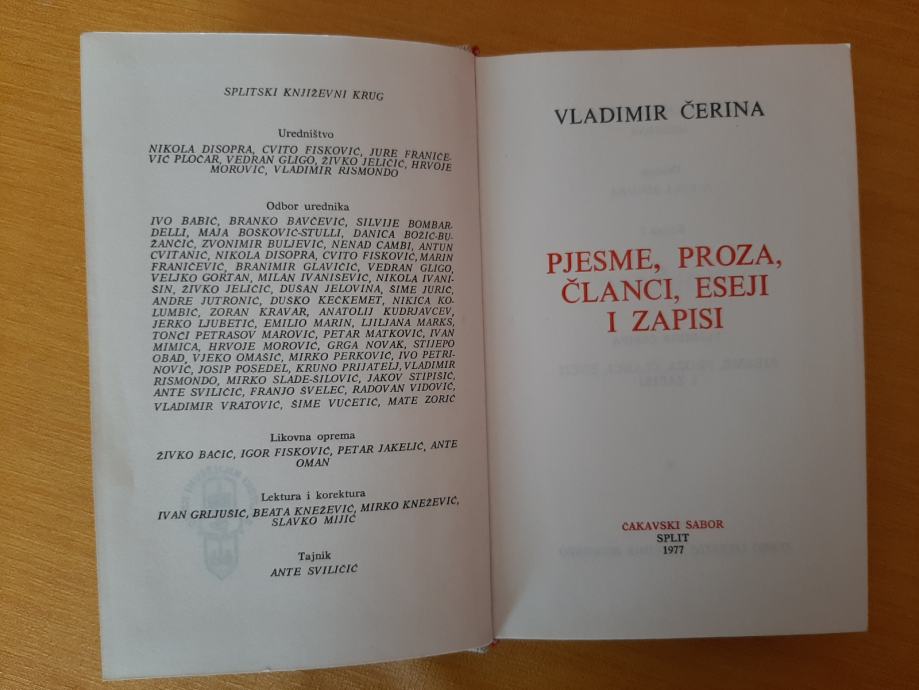 SPLITSKI KNJIŽEVNI KRUG
Uredništvo
NIKOLA DISOPRA, CVITO FISKOVIĆ, JURE FRANIČE-
VIĆ PLOČAR, VEDRAN GLIGO, ŽIVKO JELIČIĆ, HRVOJE
MOROVIĆ, VLADIMIR RISMONDO
Odbor urednika
IVO BABIĆ, BRANKO BAVČEVIĆ, SILVIJE BOMBAR-
DELLI, MAJA BOŠKOVIĆ-STULLI, DANICA BOŽIĆ-BU-
ŽANČIĆ, ZVONIMIR BULJEVIĆ, NENAD CAMBI, ANTUN
CVITANIĆ, NIKOLA DISOPRA, CVITO FISKOVIĆ, MARIN
FRANIČEVIĆ, BRANIMIR GLAVIČIĆ, VEDRAN GLIGO,
VELJKO GORTAN, MILAN IVANIŠEVIĆ, NIKOLA IVANI-
ŠIN, ŽIVKO JELIČIĆ, DUŠAN JELOVINA, ŠIME JURIĆ,
ANDRE JUTRONIĆ, DUŠKO KEČKEMET, NIKICA KO-
LUMBIĆ, ZORAN KRAVAR, ANATOLIJ KUDRJAVCEV,
JERKO LJUBETIĆ, EMILIO MARIN, LJILJANA MARKS,
TONČI PETRASOV MAROVIĆ, PETAR MATKOVIĆ, IVAN
MIMICA, HRVOJE MOROVIĆ, GRGA NOVAK, STIJEPO
OBAD, VJEKO OMAŠIĆ, MIRKO PERKOVIĆ, IVO PETRI-
NOVIĆ, JOSIP POSEDEL, KRUNO PRIJATELJ, VLADIMIR
RISMONDO, MIRKO SLADE-ŠILOVIĆ, JAKOV STIPIŠIĆ,
ANTE SVILIČIĆ, FRANJO ŠVELEC, RADOVAN VIDOVIĆ,
VLADIMIR VRATOVIĆ, ŠIME VUČETIĆ, MATE ZORIĆ
Likovna oprema
ŽIVKO BAČIĆ, IGOR FISKOVIĆ, PETAR JAKELIĆ, ANTE
OMAN
Lektura i korektura
IVAN GRLJUŠIĆ, BEATA KNEŽEVIĆ, MIRKO KNEŽEVIĆ,
SLAVKO MIJIĆ
Tajnik
ANTE SVILIČIĆ
VLADIMIR ČERINA
PJESME, PROZA,
ČLANCI, ESEJI
I ZAPISI
ČAKAVSKI SABOR
SPLIT
1977